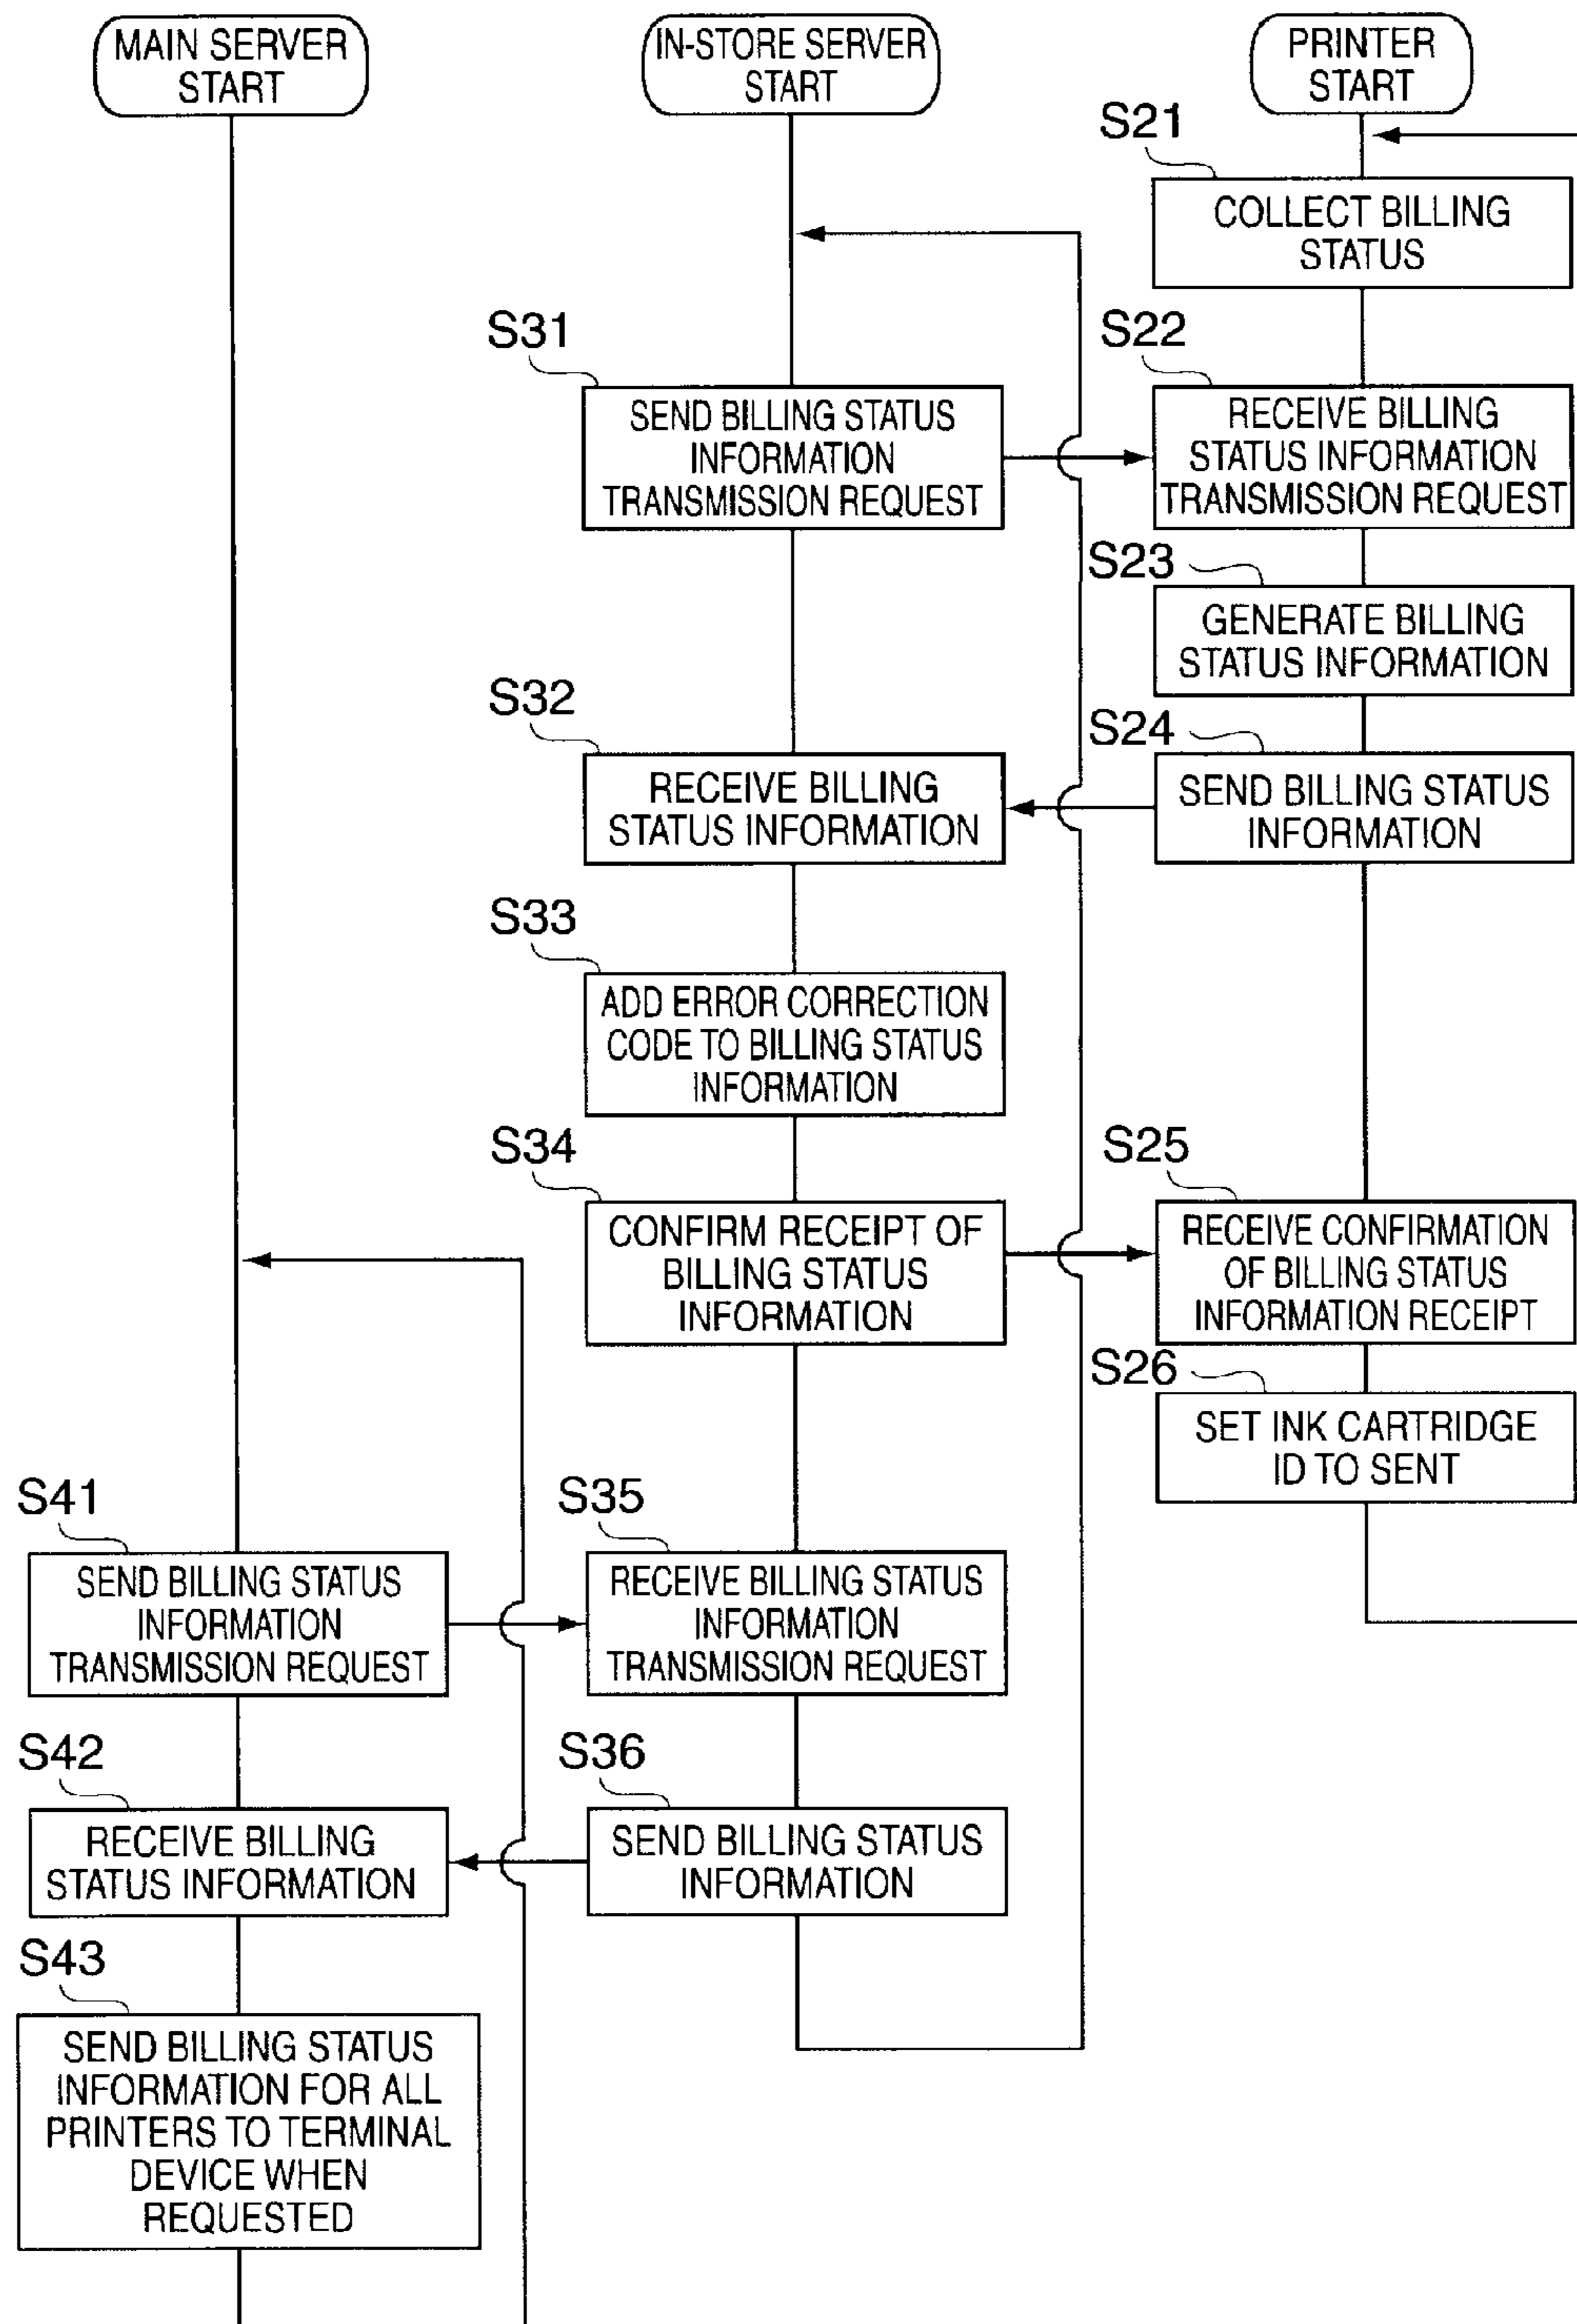 MAIN SERVER
START
IN-STORE SERVER
START
PRINTER
START
S21
COLLECT BILLING
STATUS
S31
SEND BILLING STATUS
INFORMATION
TRANSMISSION REQUEST
S22
RECEIVE BILLING
STATUS INFORMATION
TRANSMISSION REQUEST
S23
GENERATE BILLING
STATUS INFORMATION
S32
RECEIVE BILLING
STATUS INFORMATION
S24
SEND BILLING STATUS
INFORMATION
S33
ADD ERROR CORRECTION
CODE TO BILLING STATUS
INFORMATION
S34
CONFIRM RECEIPT OF
BILLING STATUS
INFORMATION
S25
RECEIVE CONFIRMATION
OF BILLING STATUS
INFORMATION RECEIPT
S26
SET INK CARTRIDGE
ID TO SENT
S41
SEND BILLING STATUS
INFORMATION
TRANSMISSION REQUEST
S35
RECEIVE BILLING STATUS
INFORMATION
TRANSMISSION REQUEST
S42
RECEIVE BILLING
STATUS INFORMATION
S36
SEND BILLING STATUS
INFORMATION
S43
SEND BILLING STATUS
INFORMATION FOR ALL
PRINTERS TO TERMINAL
DEVICE WHEN
REQUESTED